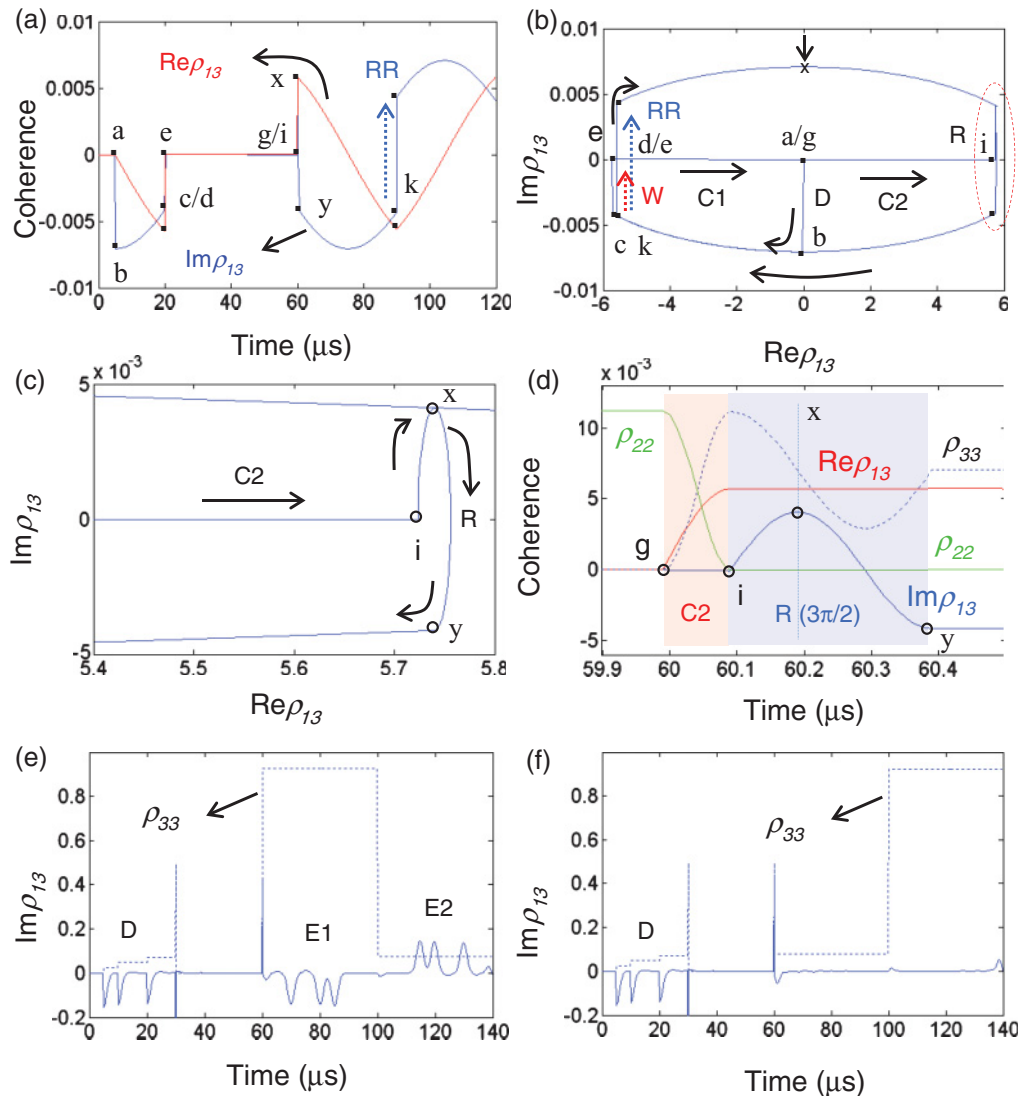 (a)
0.01
0.005
0
-0.005
-0.01
Coherence
Reρ13
x
RR
a
e
g/i
c/d
k
y
b
Imρ13
0 20 40 60 80 100 120
Time (μs)
(b)
0.01
0.005
0
-0.005
-0.01
Imρ13
x
RR
R
e
d/e
a/g
i
W
C1
D
C2
c
k
b
-6 -4 -2 0 2 4 6
Reρ13
x 10-3
(c)
5
0
-5
Imρ13
x
C2
R
i
y
5.4 5.5 5.6 5.7 5.8
Reρ13
(d)
x 10-3
10
5
0
-5
Coherence
ρ22
x
ρ33
Reρ13
g
ρ22
i
Imρ13
C2
R (3π/2)
y
59.9 60 60.1 60.2 60.3 60.4
Time (μs)
(e)
0.8
0.6
0.4
0.2
0
-0.2
Imρ13
ρ33
D
E1
E2
0 20 40 60 80 100 120 140
Time (μs)
(f)
0.8
0.6
0.4
0.2
0
-0.2
Imρ13
ρ33
D
0 20 40 60 80 100 120 140
Time (μs)